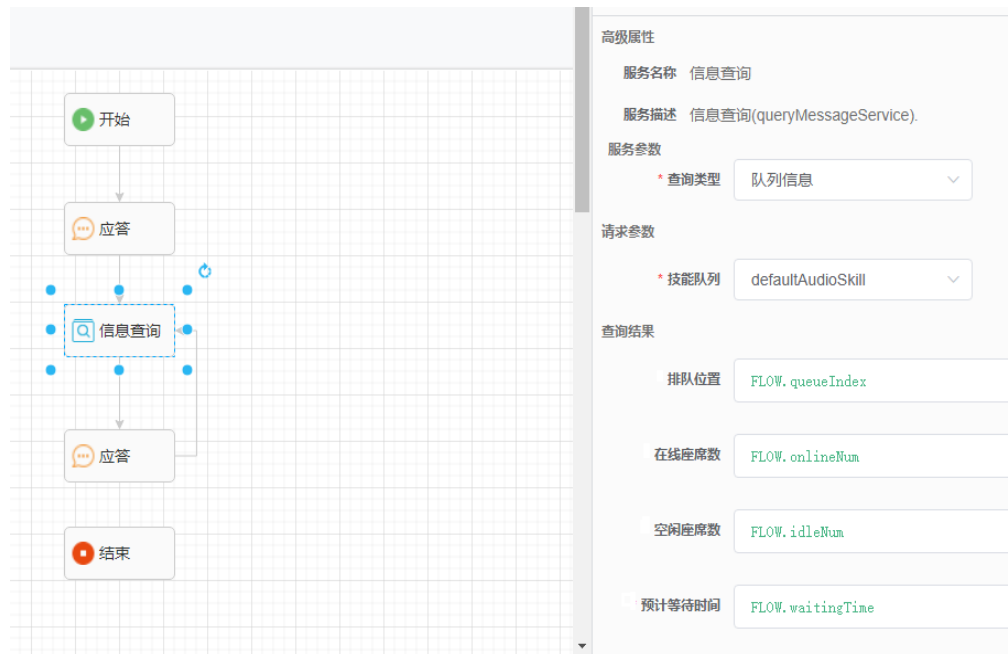 开始
应答
信息查询
应答
结束
高级属性
服务名称 信息查询
服务描述 信息查询(queryMessageService).
服务参数
* 查询类型 队列信息
请求参数
* 技能队列 defaultAudioSkill
查询结果
排队位置 FLOW.queueIndex
在线座席数 FLOW.onlineNum
空闲座席数 FLOW.idleNum
预计等待时间 FLOW.waitingTime